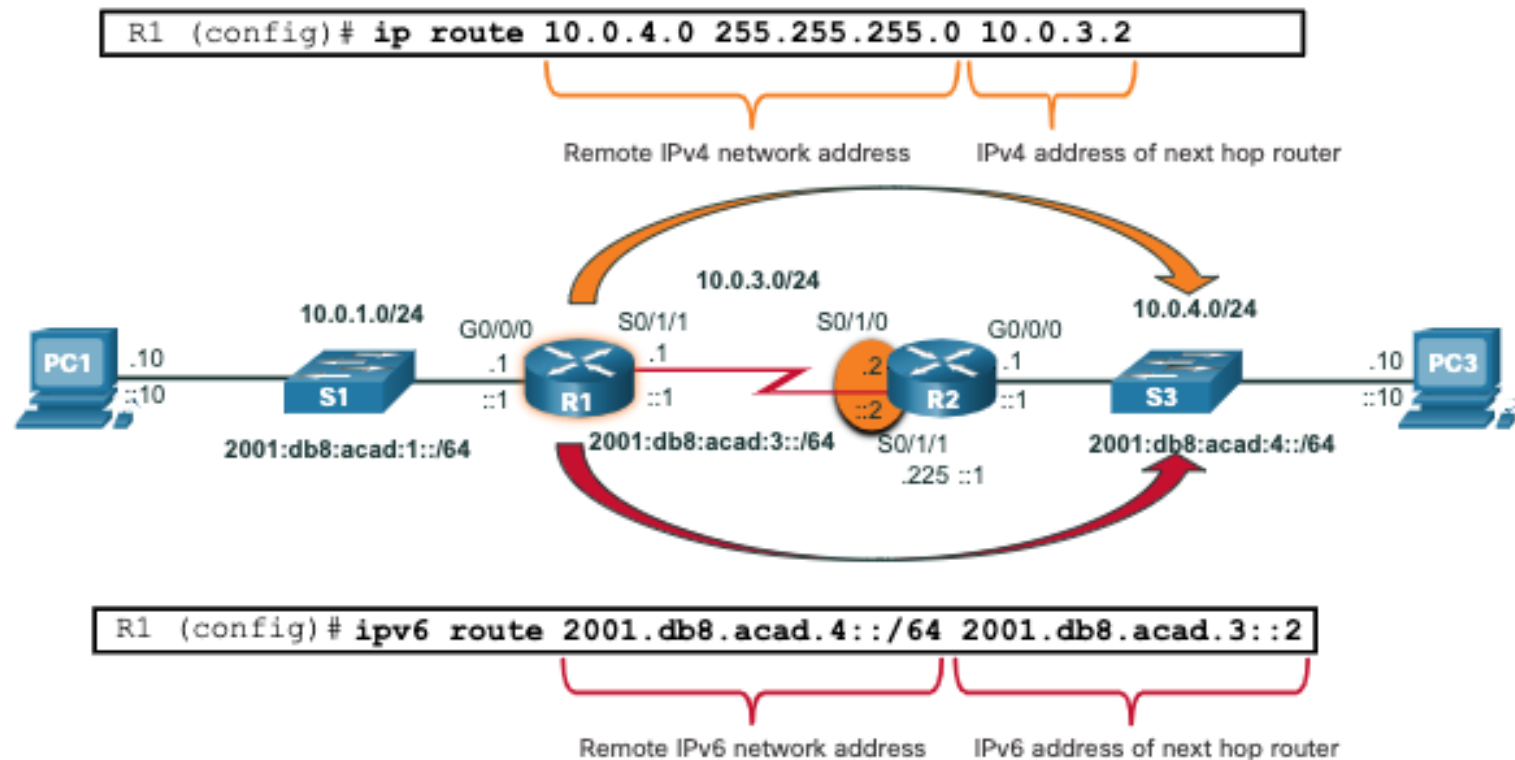 R1 (config)# ip route 10.0.4.0 255.255.255.0 10.0.3.2
Remote IPv4 network address
IPv4 address of next hop router
10.0.3.0/24
10.0.1.0/24
10.0.4.0/24
G0/0/0
S0/1/1
S0/1/0
G0/0/0
PC1
.10
::10
S1
.1
::1
R1
.1
::1
.2
::2
R2
.1
::1
S3
.10
::10
PC3
2001:db8:acad:1::/64
2001:db8:acad:3::/64
S0/1/1
.225 ::1
2001:db8:acad:4::/64
R1 (config)# ipv6 route 2001.db8.acad.4::/64 2001.db8.acad.3::2
Remote IPv6 network address
IPv6 address of next hop router